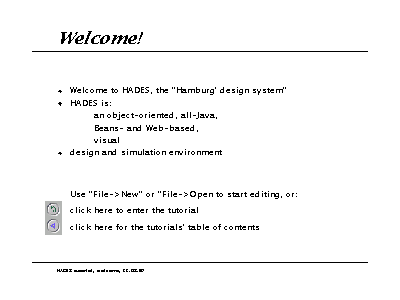 Welcome!
Welcome to HADES, the "Hamburg' design system"
HADES is:
an object-oriented, all-Java,
Beans- and Web-based,
visual
design and simulation environment
Use "File->New" or "File->Open to start editing, or:
click here to enter the tutorial
click here for the tutorials' table of contents
HADES tutorial, welcome,